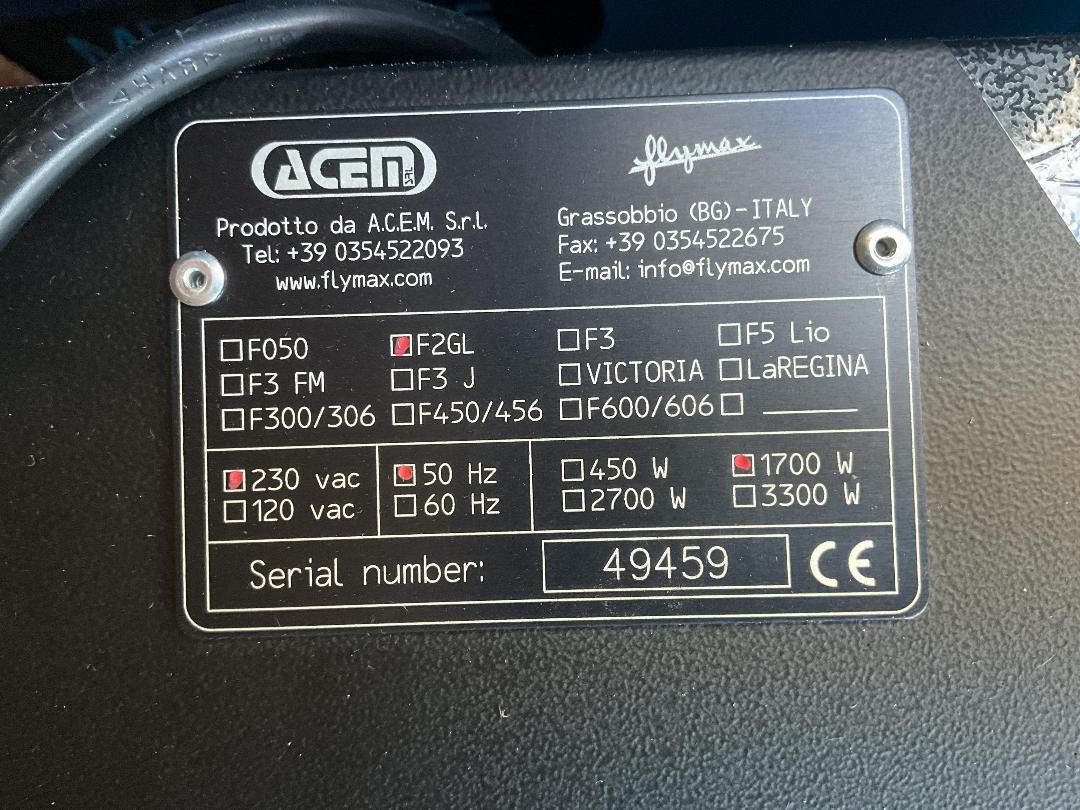 ACEM SRL
flymax
Prodotto da A.C.E.M. S.r.l.
Tel: +39 0354522093
www.flymax.com
Grassobbio (BG)-ITALY
Fax: +39 0354522675
E-mail: info@flymax.com
F050 F2GL F3 F5 Lio
F3 FM F3 J VICTORIA LaREGINA
F300/306 F450/456 F600/606
230 vac 50 Hz 450 W 1700 W
120 vac 60 Hz 2700 W 3300 W
Serial number: 49459 CE